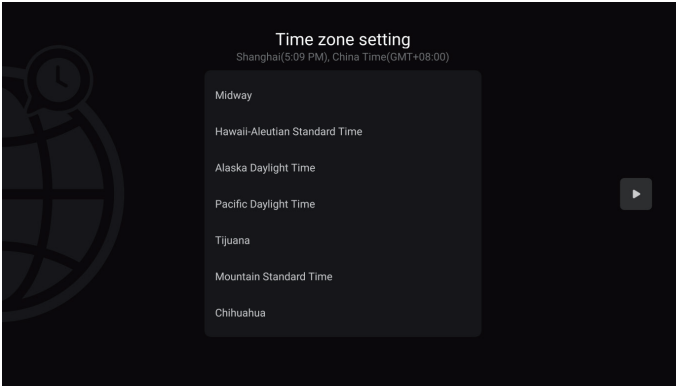 Time zone setting
Shanghai(5:09 PM), China Time(GMT+08:00)
Midway
Hawaii-Aleutian Standard Time
Alaska Daylight Time
Pacific Daylight Time
Tijuana
Mountain Standard Time
Chihuahua